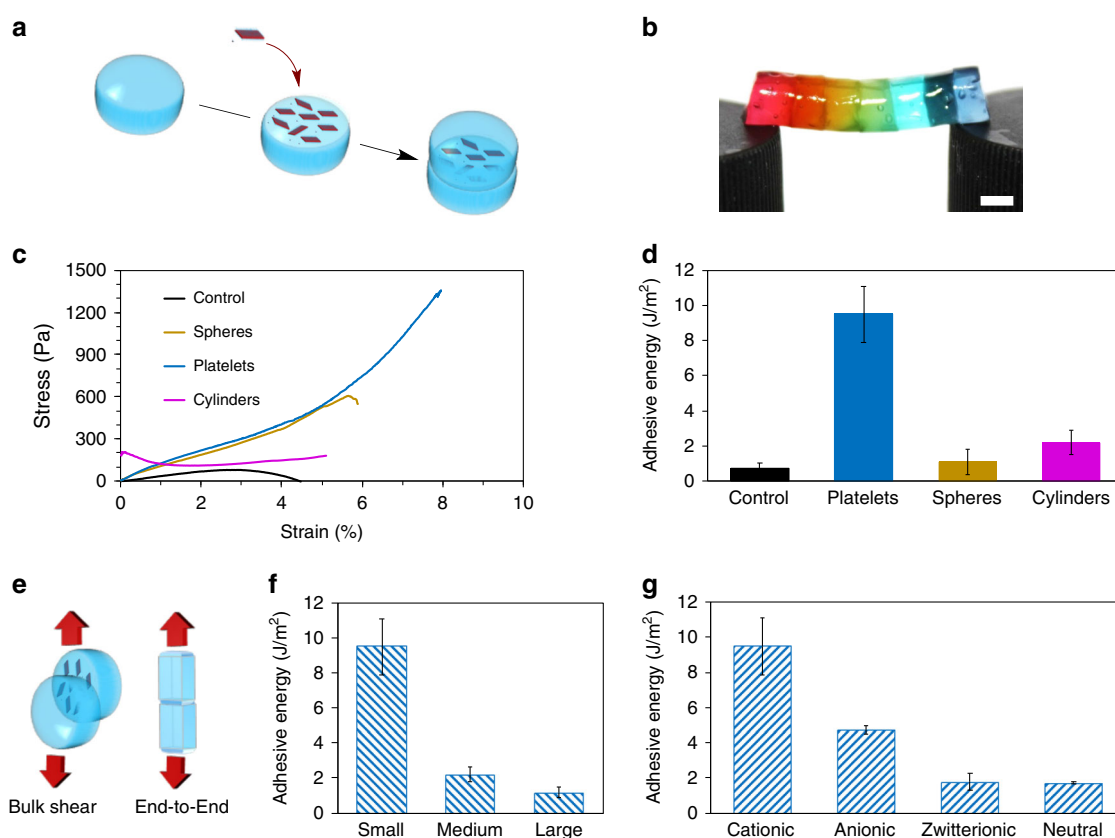 a
b
c
1500
1200
900
600
300
0
Stress (Pa)
Control
Spheres
Platelets
Cylinders
0 2 4 6 8 10
Strain (%)
d
12
10
8
6
4
2
0
Adhesive energy (J/m²)
Control Platelets Spheres Cylinders
e
Bulk shear End-to-End
f
12
10
8
6
4
2
0
Adhesive energy (J/m²)
Small Medium Large
g
12
10
8
6
4
2
0
Adhesive energy (J/m²)
Cationic Anionic Zwitterionic Neutral